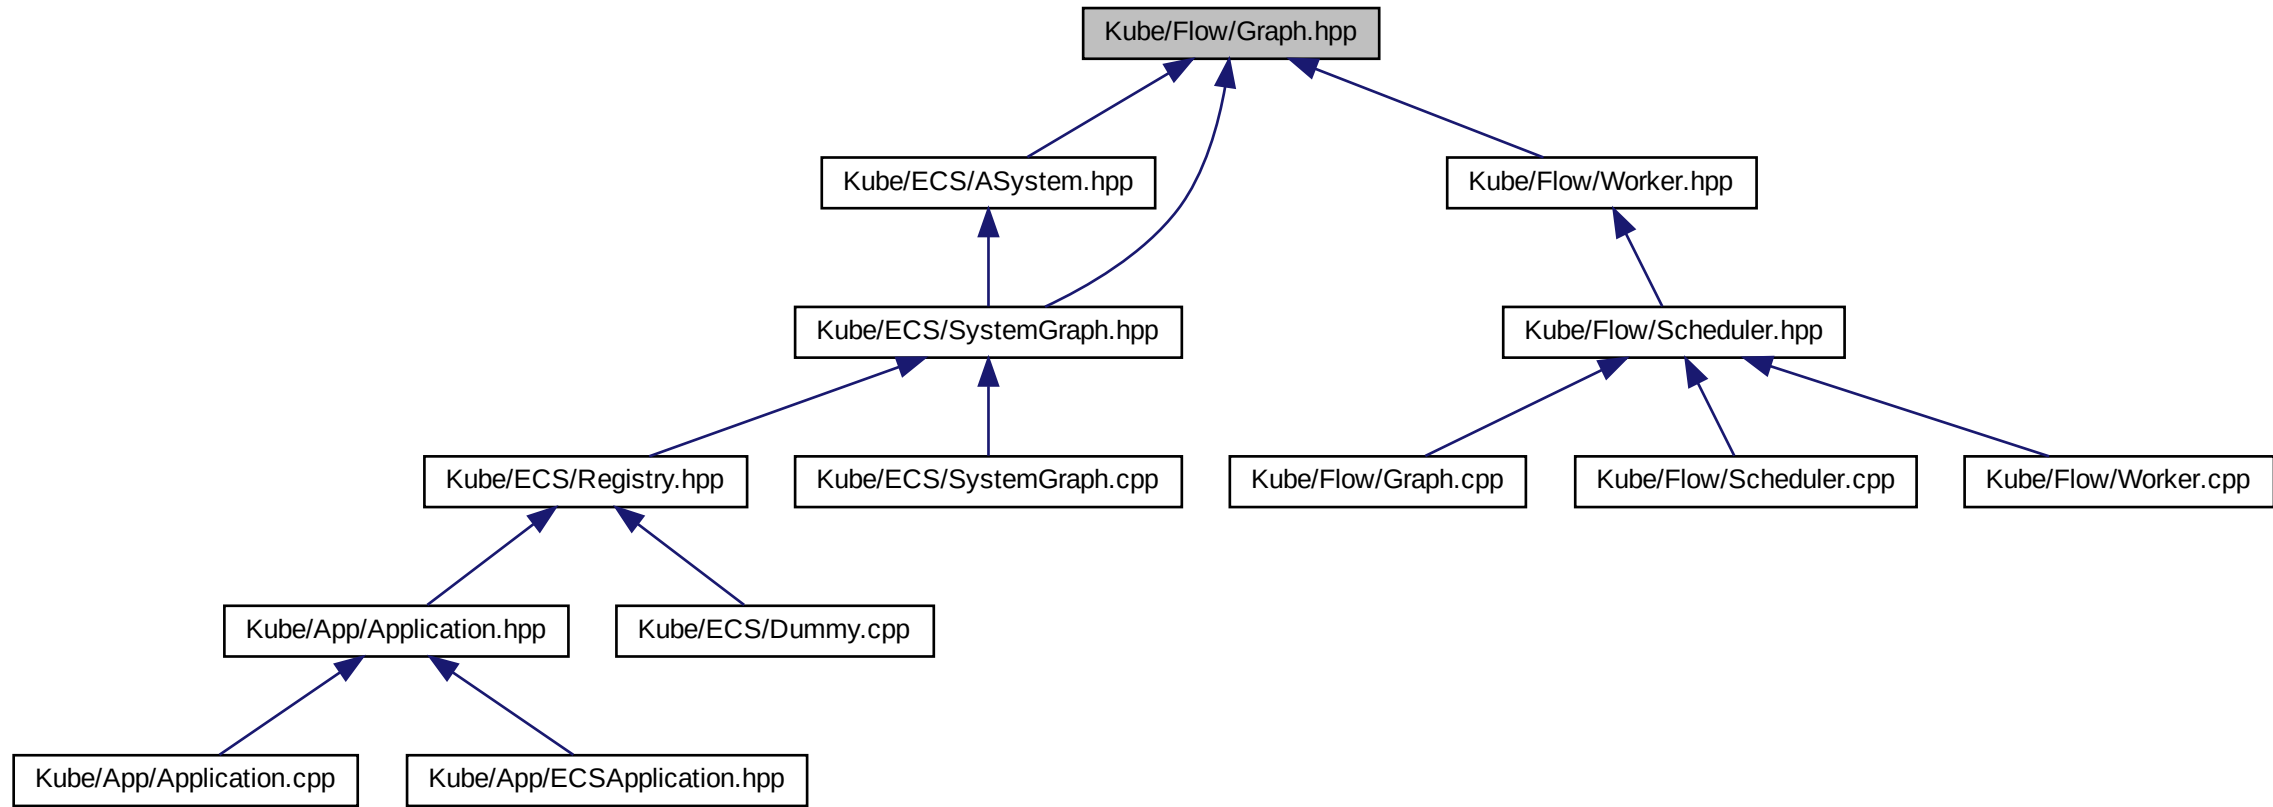 Kube/Flow/Graph.hpp
Kube/ECS/ASystem.hpp
Kube/Flow/Worker.hpp
Kube/ECS/SystemGraph.hpp
Kube/Flow/Scheduler.hpp
Kube/ECS/Registry.hpp
Kube/ECS/SystemGraph.cpp
Kube/Flow/Graph.cpp
Kube/Flow/Scheduler.cpp
Kube/Flow/Worker.cpp
Kube/App/Application.hpp
Kube/ECS/Dummy.cpp
Kube/App/Application.cpp
Kube/App/ECSApplication.hpp